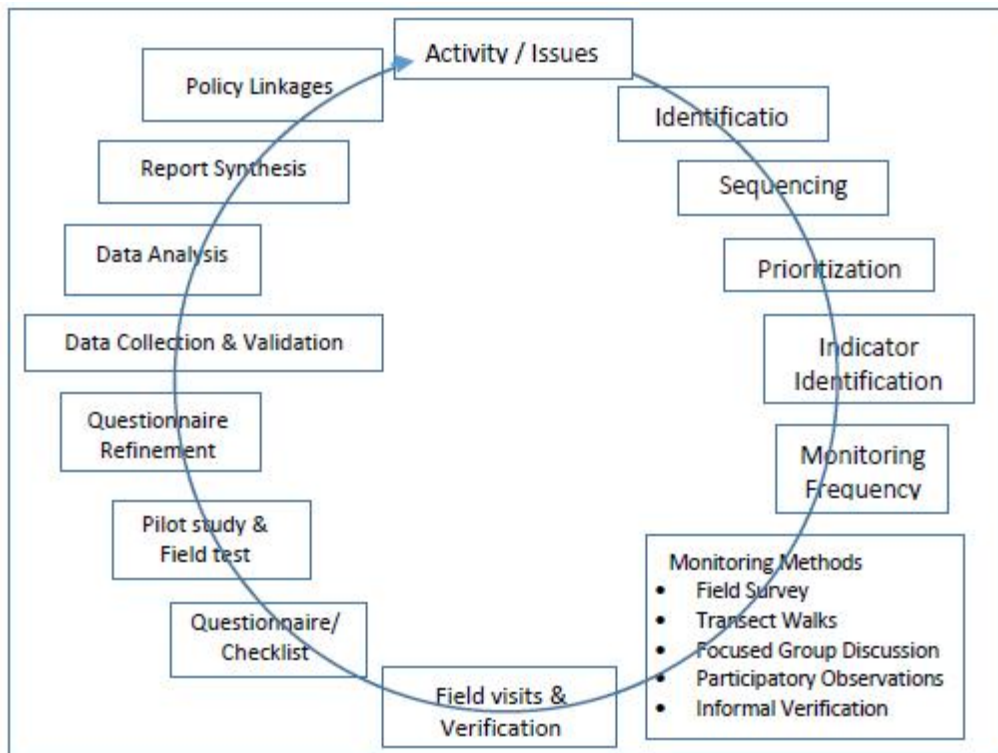 Activity / Issues
Identificatio
Sequencing
Prioritization
Indicator
Identification
Monitoring
Frequency
Monitoring Methods
• Field Survey
• Transect Walks
• Focused Group Discussion
• Participatory Observations
• Informal Verification
Field visits &
Verification
Questionnaire/
Checklist
Pilot study &
Field test
Questionnaire
Refinement
Data Collection & Validation
Data Analysis
Report Synthesis
Policy Linkages